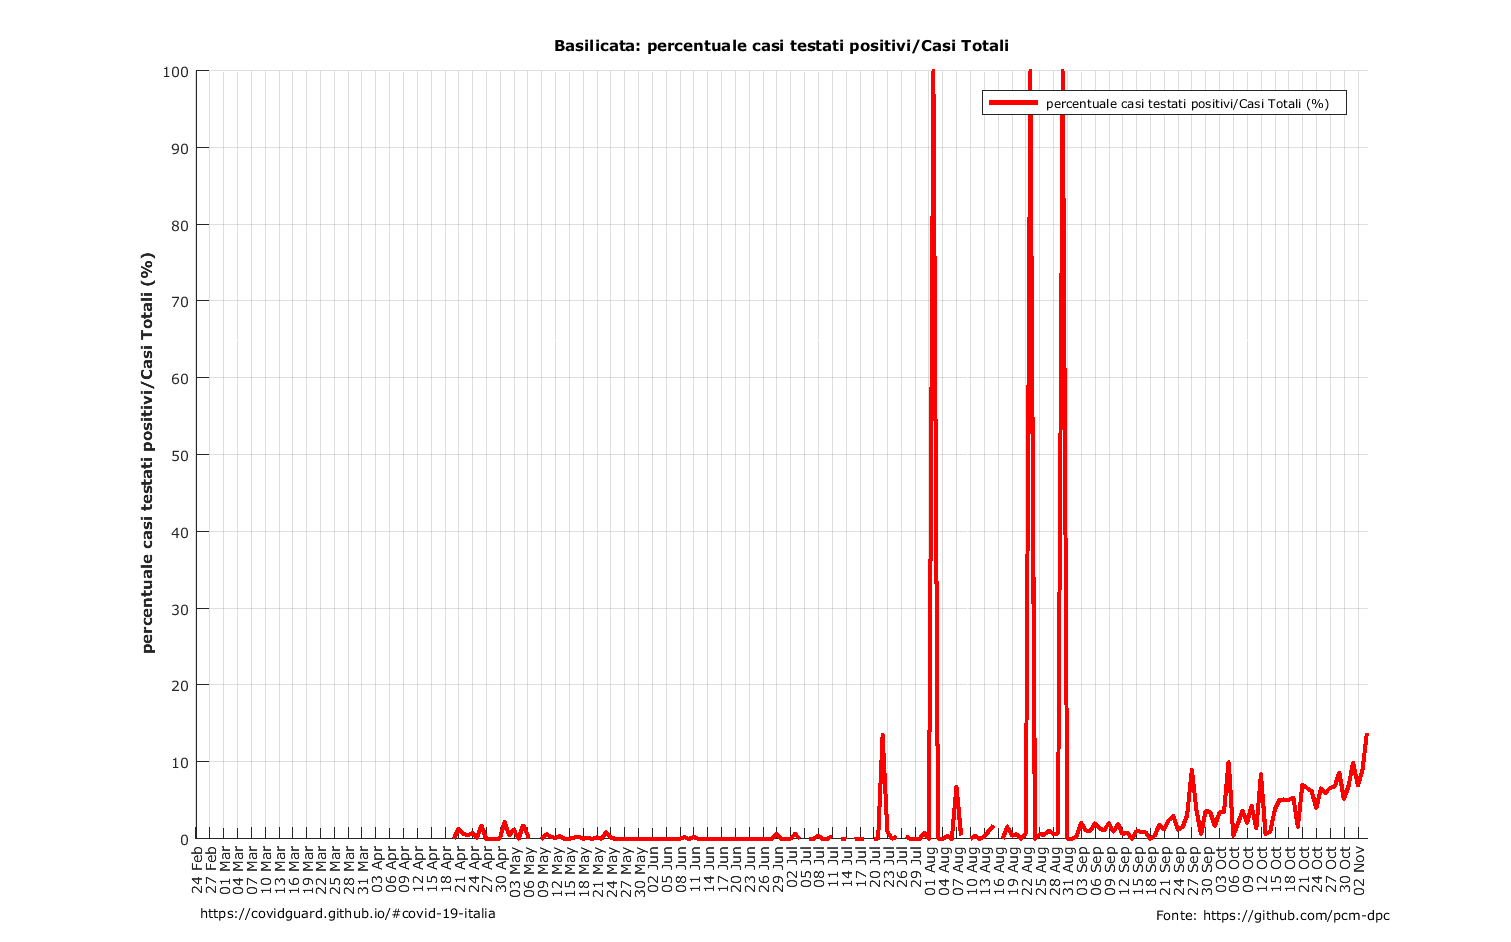 Basilicata: percentuale casi testati positivi/Casi Totali
percentuale casi testati positivi/Casi Totali (%)
percentuale casi testati positivi/Casi Totali (%)
100
90
80
70
60
50
40
30
20
10
0
24 Feb
27 Feb
01 Mar
04 Mar
07 Mar
10 Mar
13 Mar
16 Mar
19 Mar
22 Mar
25 Mar
28 Mar
31 Mar
03 Apr
06 Apr
09 Apr
12 Apr
15 Apr
18 Apr
21 Apr
24 Apr
27 Apr
30 Apr
03 May
06 May
09 May
12 May
15 May
18 May
21 May
24 May
27 May
30 May
02 Jun
05 Jun
08 Jun
11 Jun
14 Jun
17 Jun
20 Jun
23 Jun
26 Jun
29 Jun
02 Jul
05 Jul
08 Jul
11 Jul
14 Jul
17 Jul
20 Jul
23 Jul
26 Jul
29 Jul
01 Aug
04 Aug
07 Aug
10 Aug
13 Aug
16 Aug
19 Aug
22 Aug
25 Aug
28 Aug
31 Aug
03 Sep
06 Sep
09 Sep
12 Sep
15 Sep
18 Sep
21 Sep
24 Sep
27 Sep
30 Sep
03 Oct
06 Oct
09 Oct
12 Oct
15 Oct
18 Oct
21 Oct
24 Oct
27 Oct
30 Oct
02 Nov
https://covidguard.github.io/#covid-19-italia
Fonte: https://github.com/pcm-dpc